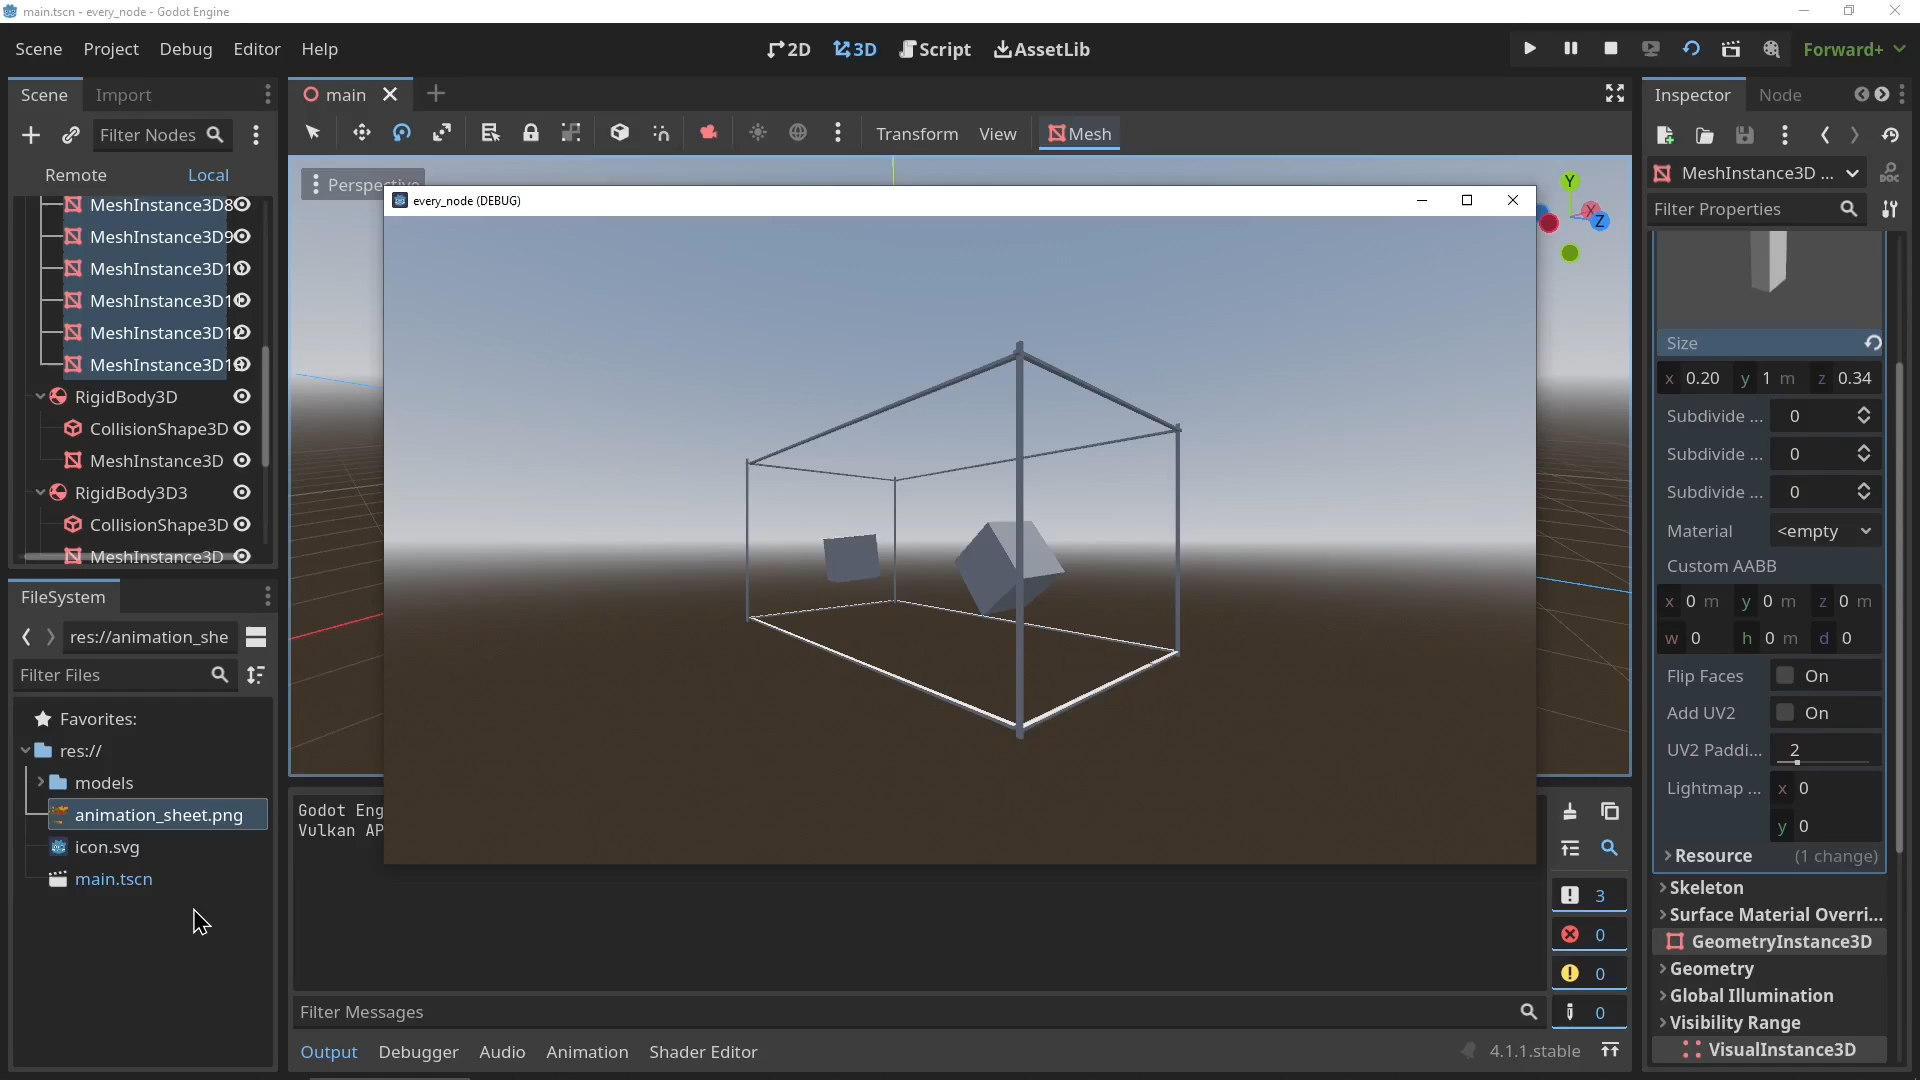 main.tscn - every_node - Godot Engine
Scene Project Debug Editor Help
2D 3D Script AssetLib
Forward+
Scene Import
main
Inspector Node
Filter Nodes
Transform View Mesh
Remote Local
Perspective
MeshInstance3D ...
Filter Properties
every_node (DEBUG)
Y
X
Z
MeshInstance3D8
MeshInstance3D9
MeshInstance3D1
MeshInstance3D1
MeshInstance3D1
MeshInstance3D1
RigidBody3D
CollisionShape3D
MeshInstance3D
RigidBody3D3
CollisionShape3D
MeshInstance3D
Size
x 0.20 y 1 m z 0.34
Subdivide ... 0
Subdivide ... 0
Subdivide ... 0
Material <empty
Custom AABB
x 0 m y 0 m z 0 m
w 0 h 0 m d 0
Flip Faces On
Add UV2 On
UV2 Paddi... 2
Lightmap ... x 0
y 0
Resource (1 change)
Skeleton
Surface Material Overri...
GeometryInstance3D
Geometry
Global Illumination
Visibility Range
VisualInstance3D
FileSystem
res://animation_she
Filter Files
Favorites:
res://
models
animation_sheet.png
icon.svg
main.tscn
Godot Eng
Vulkan AP
3
0
0
0
Filter Messages
Output Debugger Audio Animation Shader Editor
4.1.1.stable